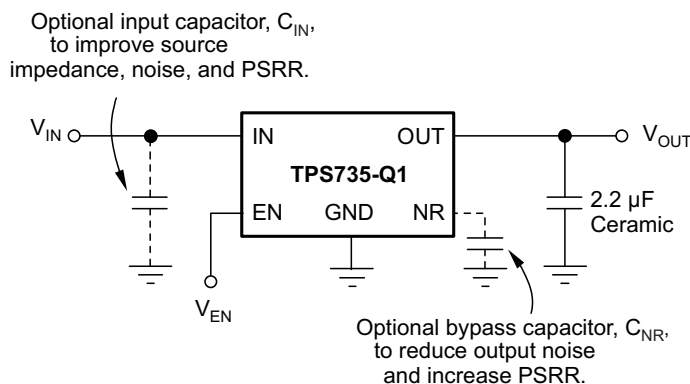 Optional input capacitor, C_IN,
to improve source
impedance, noise, and PSRR.
V_IN
IN
OUT
V_OUT
TPS735-Q1
2.2 µF
Ceramic
EN
GND
NR
V_EN
Optional bypass capacitor, C_NR,
to reduce output noise
and increase PSRR.